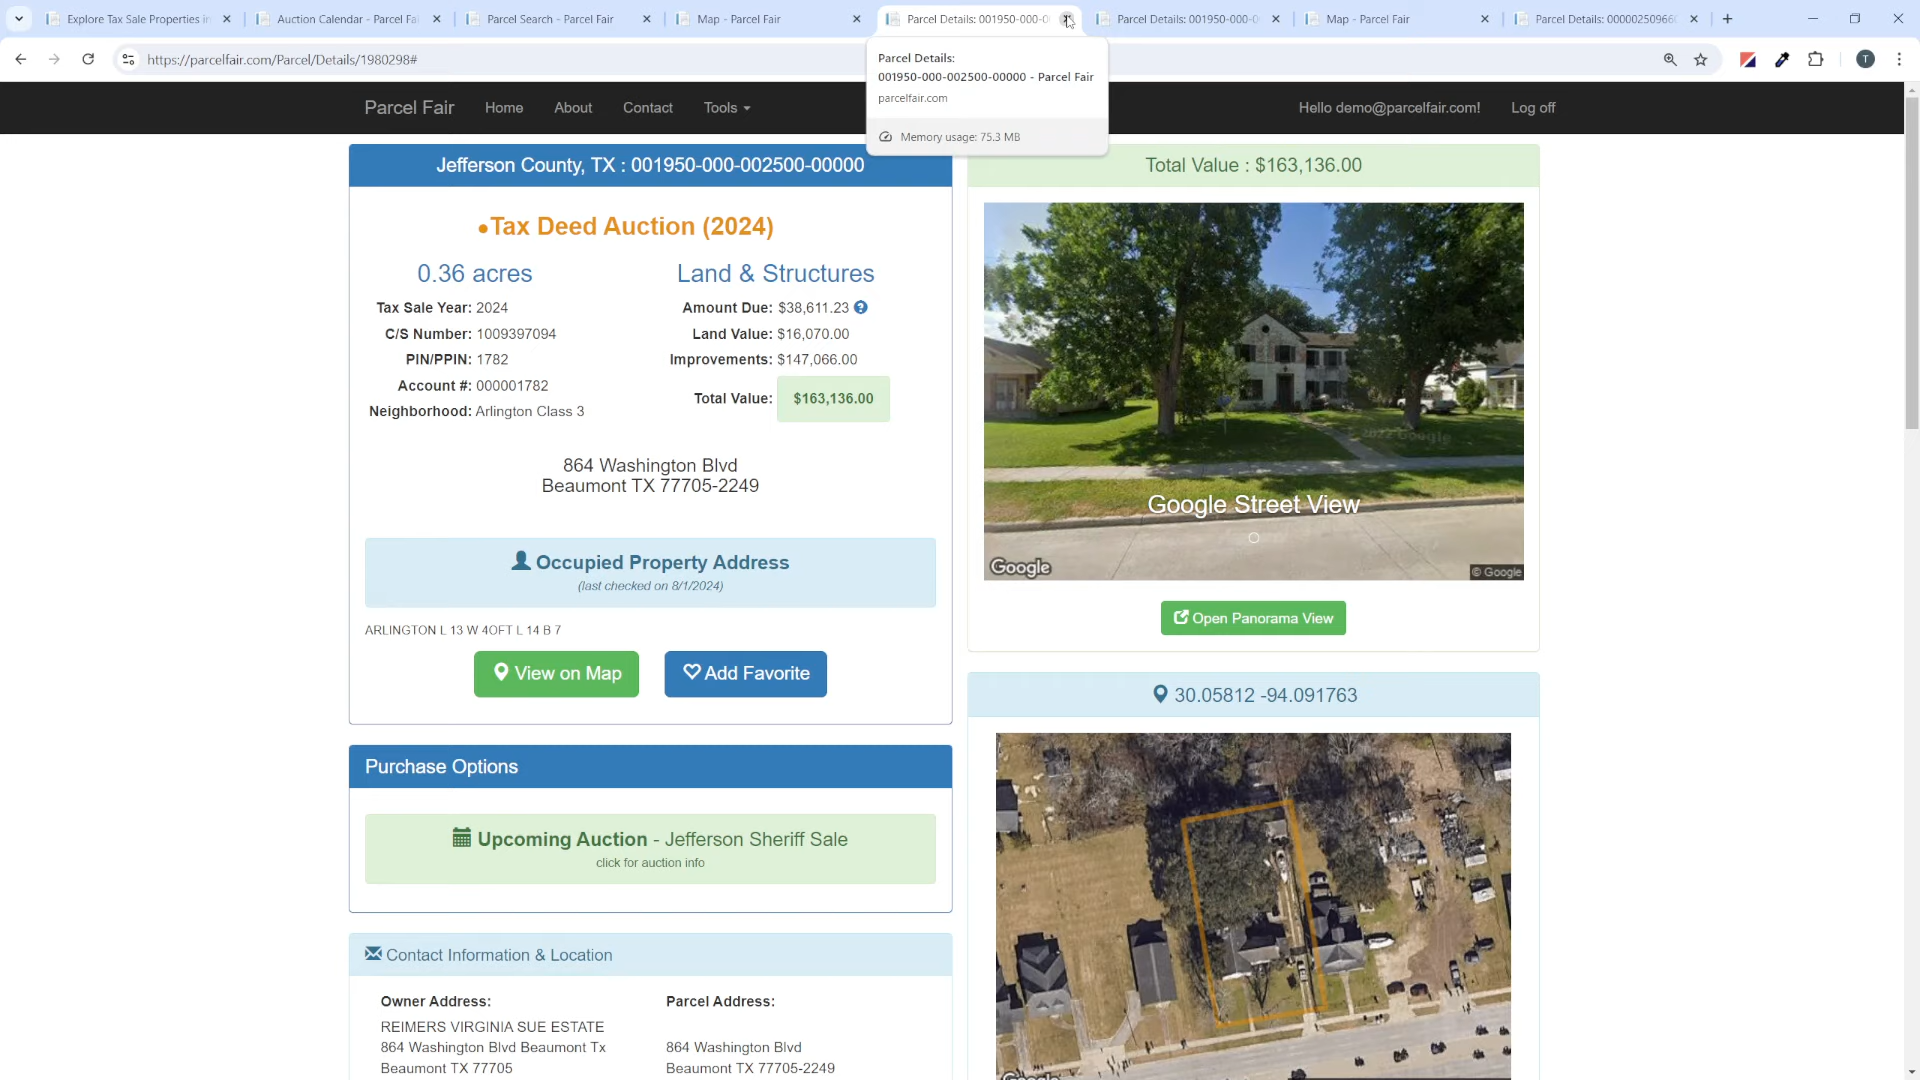 Explore Tax Sale Properties in
Auction Calendar - Parcel Fai
Parcel Search - Parcel Fair
Map - Parcel Fair
Parcel Details: 001950-000-0
Parcel Details: 001950-000-0
Map - Parcel Fair
Parcel Details: 00000250966
https://parcelfair.com/Parcel/Details/1980298#
T
Parcel Details:
001950-000-002500-00000 - Parcel Fair
parcelfair.com
Memory usage: 75.3 MB
Parcel Fair
Home
About
Contact
Tools
Hello demo@parcelfair.com!
Log off
Jefferson County, TX : 001950-000-002500-00000
•Tax Deed Auction (2024)
0.36 acres
Tax Sale Year: 2024
C/S Number: 1009397094
PIN/PPIN: 1782
Account #: 000001782
Neighborhood: Arlington Class 3
Land & Structures
Amount Due: $38,611.23
Land Value: $16,070.00
Improvements: $147,066.00
Total Value: $163,136.00
864 Washington Blvd
Beaumont TX 77705-2249
Occupied Property Address
(last checked on 8/1/2024)
ARLINGTON L 13 W 4OFT L 14 B 7
View on Map
Add Favorite
Purchase Options
Upcoming Auction - Jefferson Sheriff Sale
click for auction info
Contact Information & Location
Owner Address:
REIMERS VIRGINIA SUE ESTATE
864 Washington Blvd Beaumont Tx
Beaumont TX 77705
Parcel Address:
864 Washington Blvd
Beaumont TX 77705-2249
Total Value : $163,136.00
2022 Google
Google Street View
Google
© Google
Open Panorama View
30.05812 -94.091763
Google